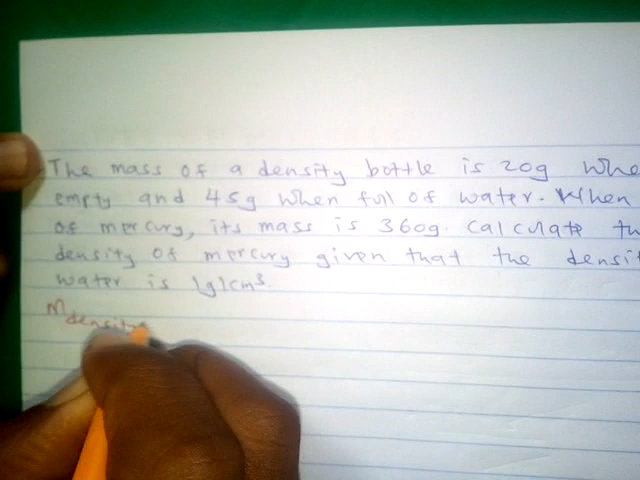 The mass of a density bottle is 20g whe
empty and 45g when full of water. When
of mercury, its mass is 360g. Calculate th
density of mercury given that the densit
water is 1g/cm³
M density